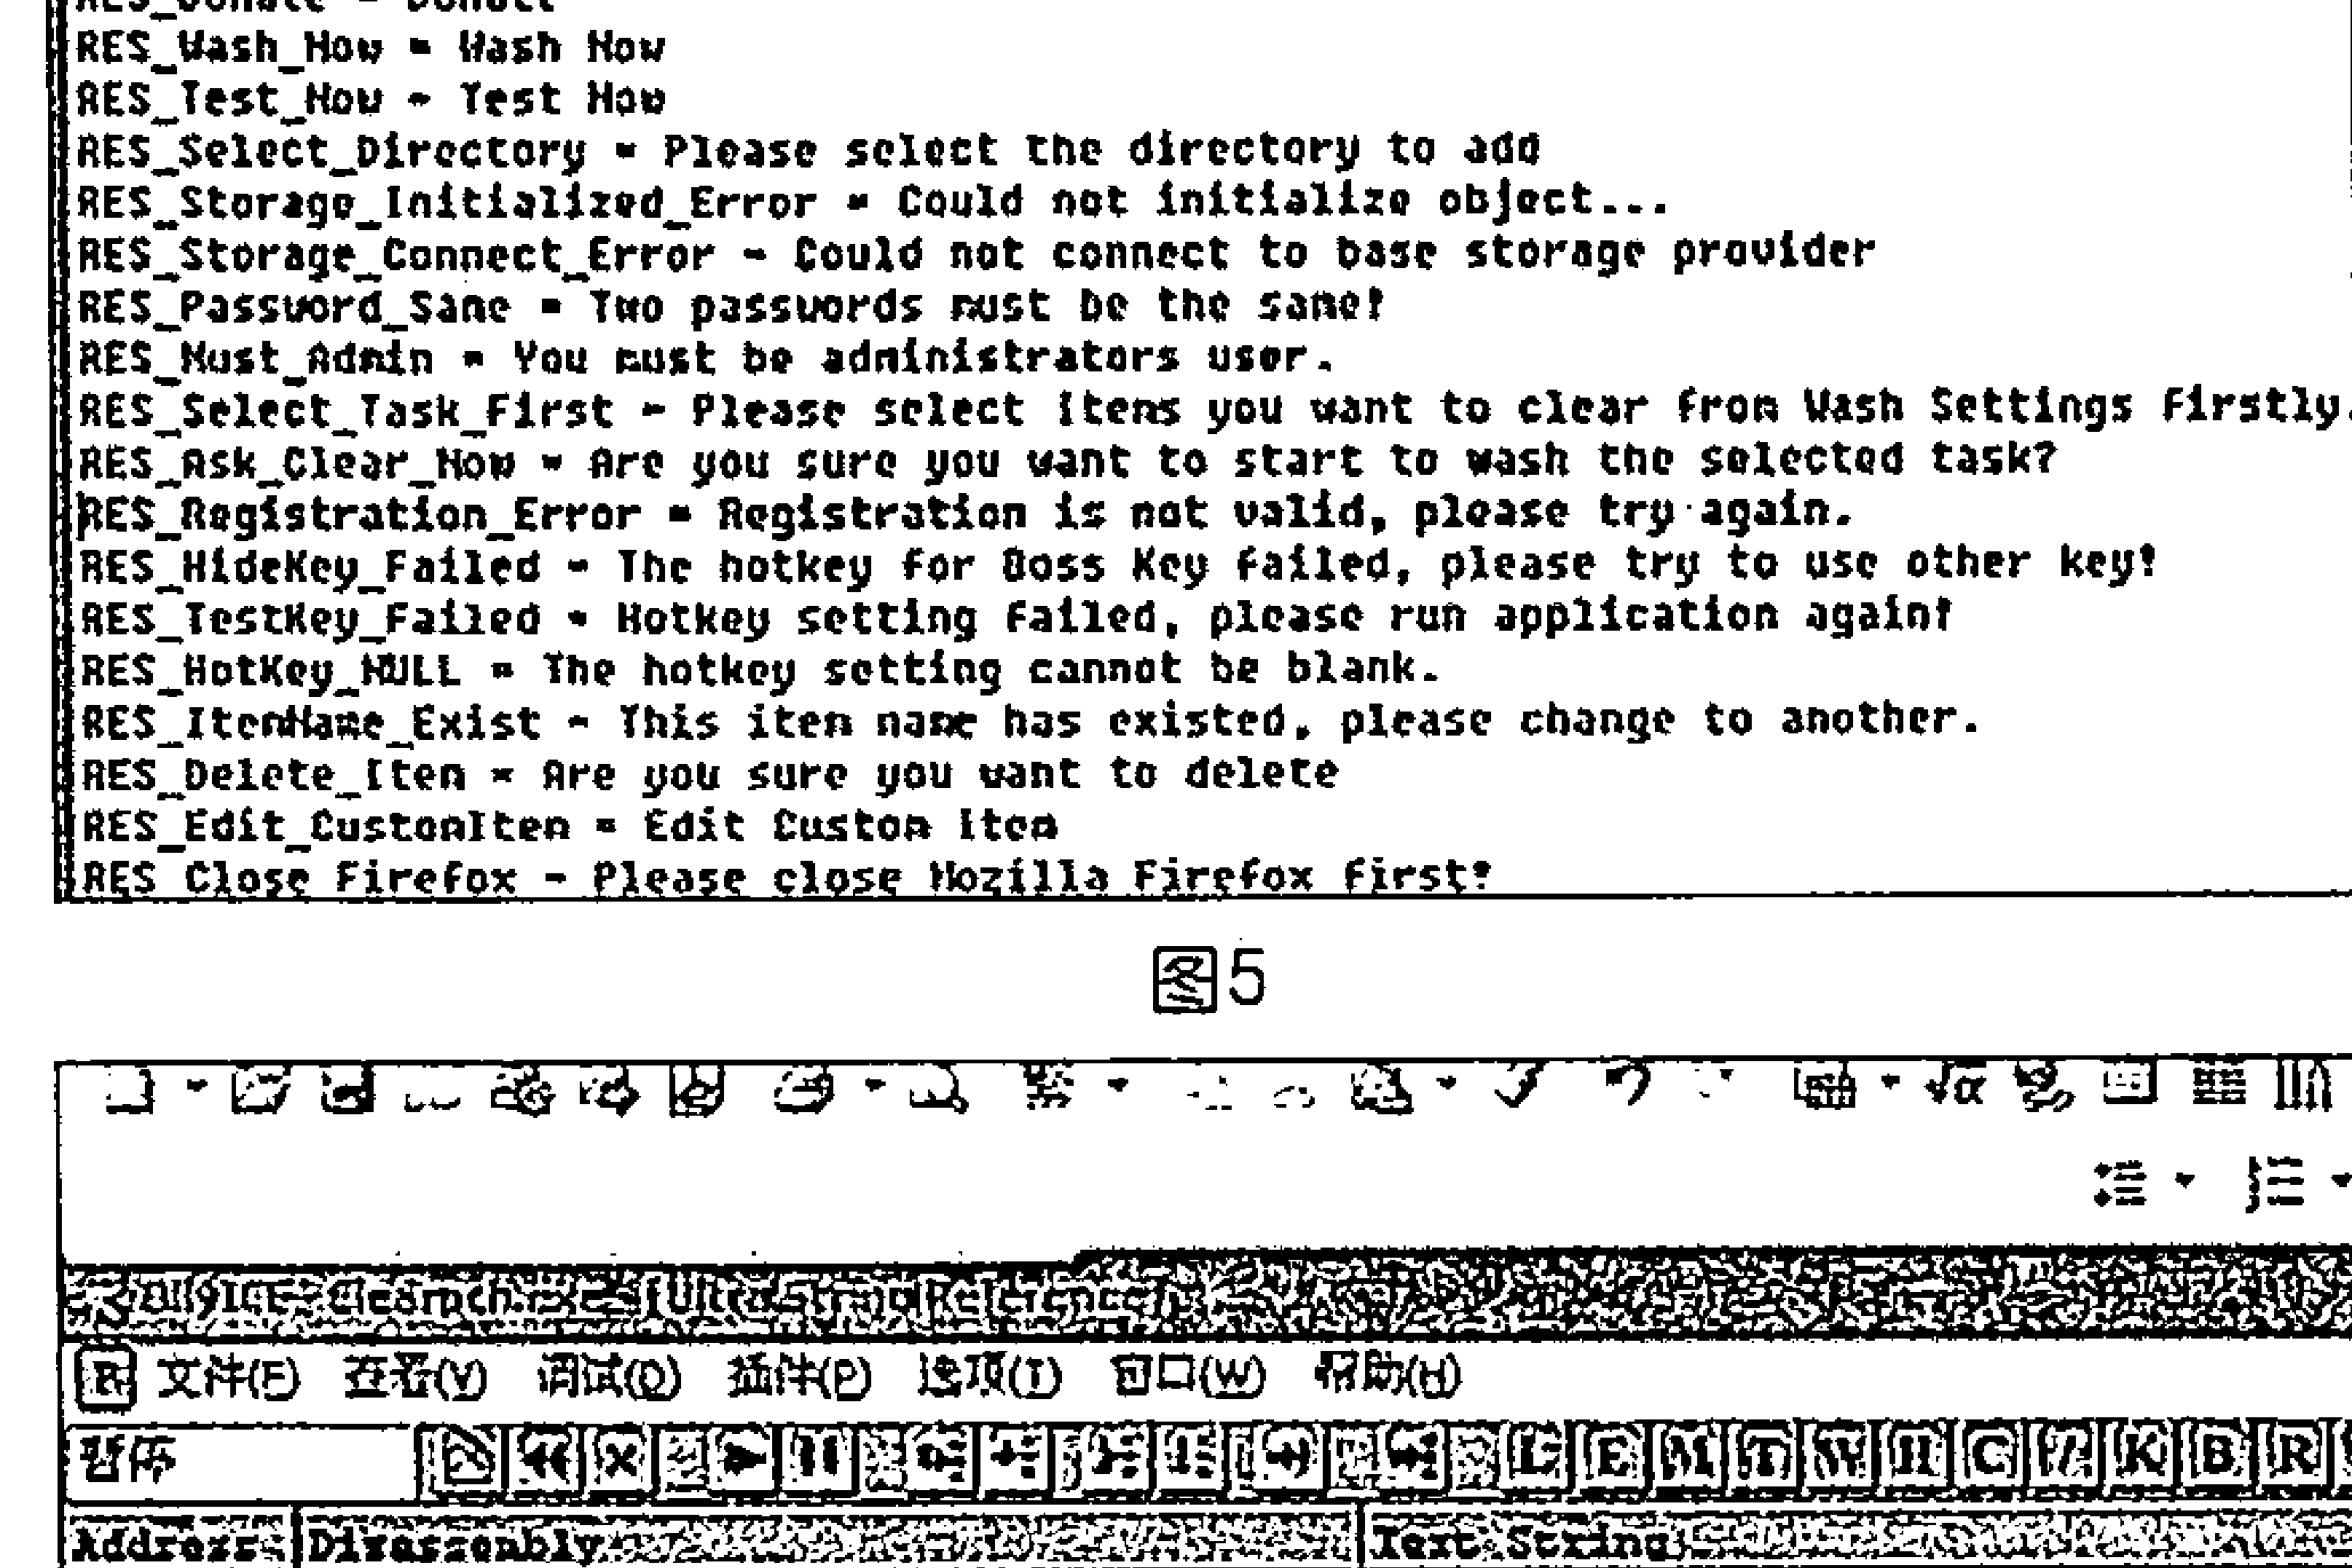 RES_Donate = Donate
RES_Wash_Now = Wash Now
RES_Test_Now = Test Now
RES_Select_Directory = Please select the directory to add
RES_Storage_Initialized_Error = Could not initialize object...
RES_Storage_Connect_Error = Could not connect to base storage provider
RES_Password_Same = Two passwords must be the same!
RES_Must_Admin = You must be administrators user.
RES_Select_Task_First = Please select items you want to clear from Wash Settings firstly.
RES_Ask_Clear_Now = Are you sure you want to start to wash the selected task?
RES_Registration_Error = Registration is not valid, please try again.
RES_HideKey_Failed = The hotkey for Boss Key failed, please try to use other key!
RES_TestKey_Failed = Hotkey setting failed, please run application again!
RES_HotKey_NULL = The hotkey setting cannot be blank.
RES_ItemName_Exist = This item name has existed, please change to another.
RES_Delete_Item = Are you sure you want to delete
RES_Edit_CustomItem = Edit Custom Item
RES_Close_Firefox = Please close Mozilla Firefox first!
图5
√α
文件(F) 查看(V) 调试(D) 插件(P) 选项(T) 窗口(W) 帮助(H)
暂停 L E M T W H C / K B R
Address Disassembly Text String